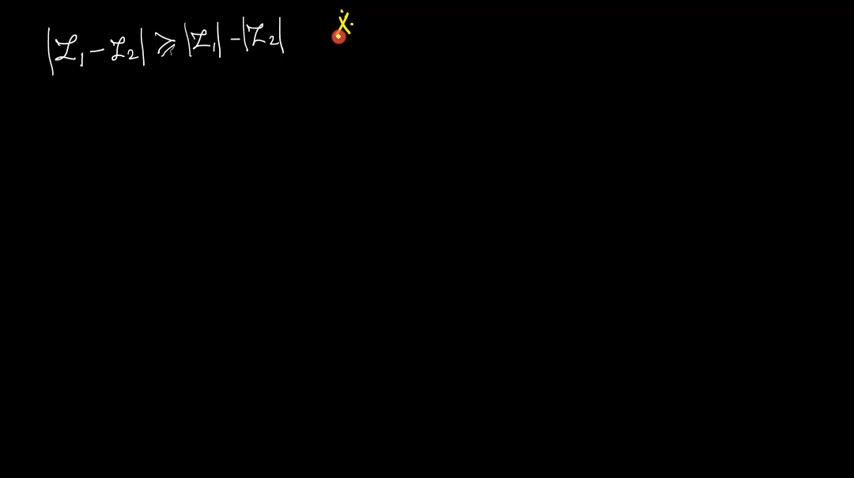 |Z₁ - Z₂| ⩾ |Z₁| - |Z₂|